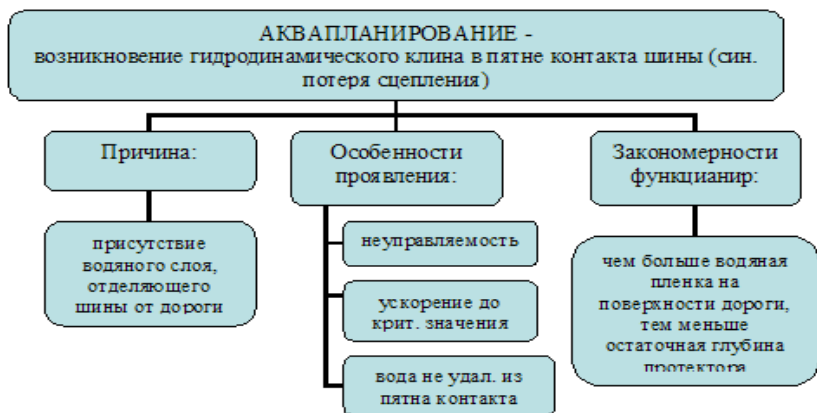 АКВАПЛАНИРОВАНИЕ -
возникновение гидродинамического клина в пятне контакта шины (син.
потеря сцепления)
Причина:
присутствие
водяного слоя,
отделяющего
шины от дороги
Особенности
проявления:
неуправляемость
ускорение до
крит. значения
вода не удал. из
пятна контакта
Закономерности
функцианир:
чем больше водяная
пленка на
поверхности дороги,
тем меньше
остаточная глубина
протектора